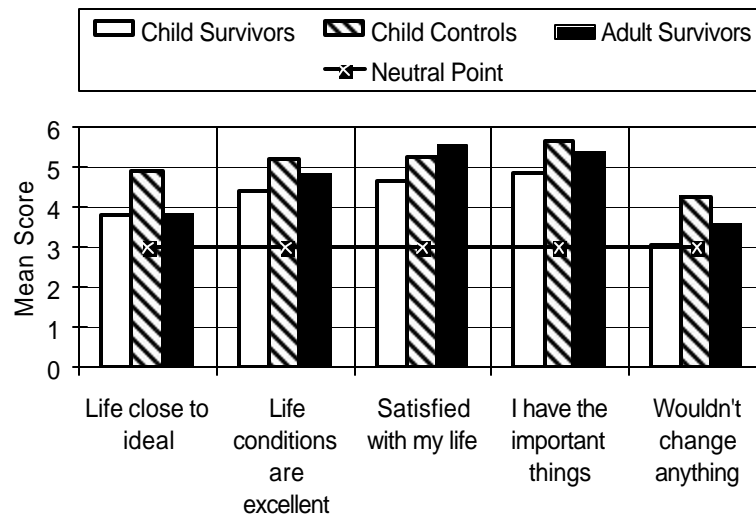 Child Survivors Child Controls Adult Survivors
Neutral Point
6
5
4
3
2
1
0
Mean Score
Life close to
ideal
Life
conditions
are
excellent
Satisfied
with my life
I have the
important
things
Wouldn't
change
anything